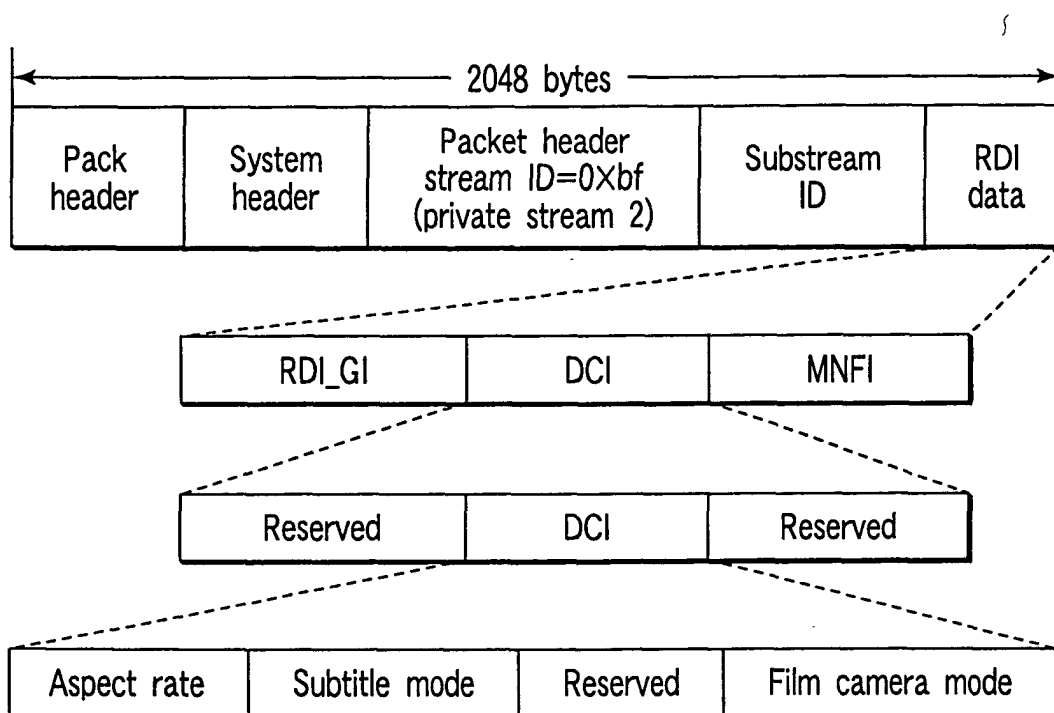 2048 bytes
Pack
header
System
header
Packet header
stream ID=0Xbf
(private stream 2)
Substream
ID
RDI
data
RDI_GI
DCI
MNFI
Reserved
DCI
Reserved
Aspect rate
Subtitle mode
Reserved
Film camera mode